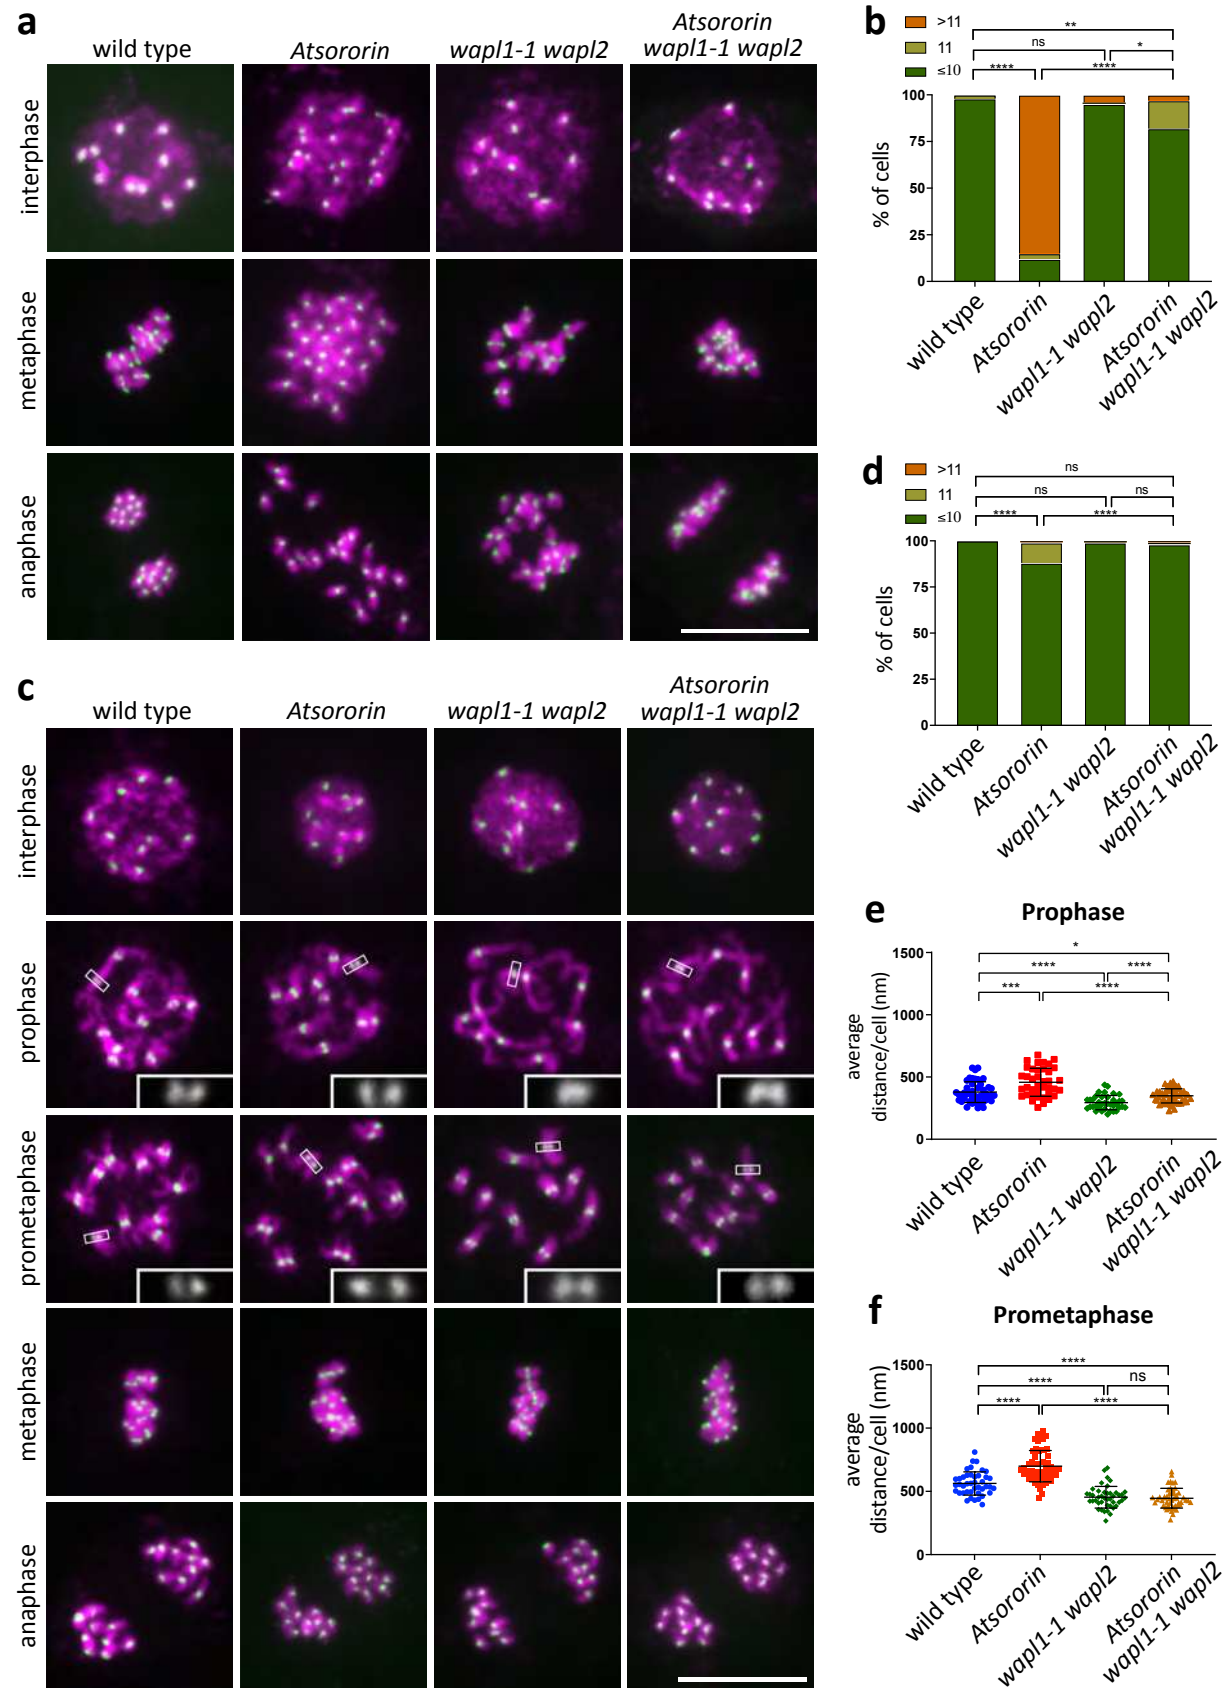 a
wild type
Atsororin
wapl1-1 wapl2
Atsororin
wapl1-1 wapl2
interphase
metaphase
anaphase
b
>11
11
≤10
**
ns
*
****
****
100
75
50
25
0
% of cells
wild type
Atsororin
wapl1-1 wapl2
Atsororin
wapl1-1 wapl2
c
wild type
Atsororin
wapl1-1 wapl2
Atsororin
wapl1-1 wapl2
interphase
prophase
prometaphase
metaphase
anaphase
d
>11
11
≤10
ns
ns
ns
****
****
100
75
50
25
0
% of cells
wild type
Atsororin
wapl1-1 wapl2
Atsororin
wapl1-1 wapl2
e
Prophase
*
****
****
***
****
1500
1000
500
0
average
distance/cell (nm)
wild type
Atsororin
wapl1-1 wapl2
Atsororin
wapl1-1 wapl2
f
Prometaphase
****
****
ns
****
****
1500
1000
500
0
average
distance/cell (nm)
wild type
Atsororin
wapl1-1 wapl2
Atsororin
wapl1-1 wapl2